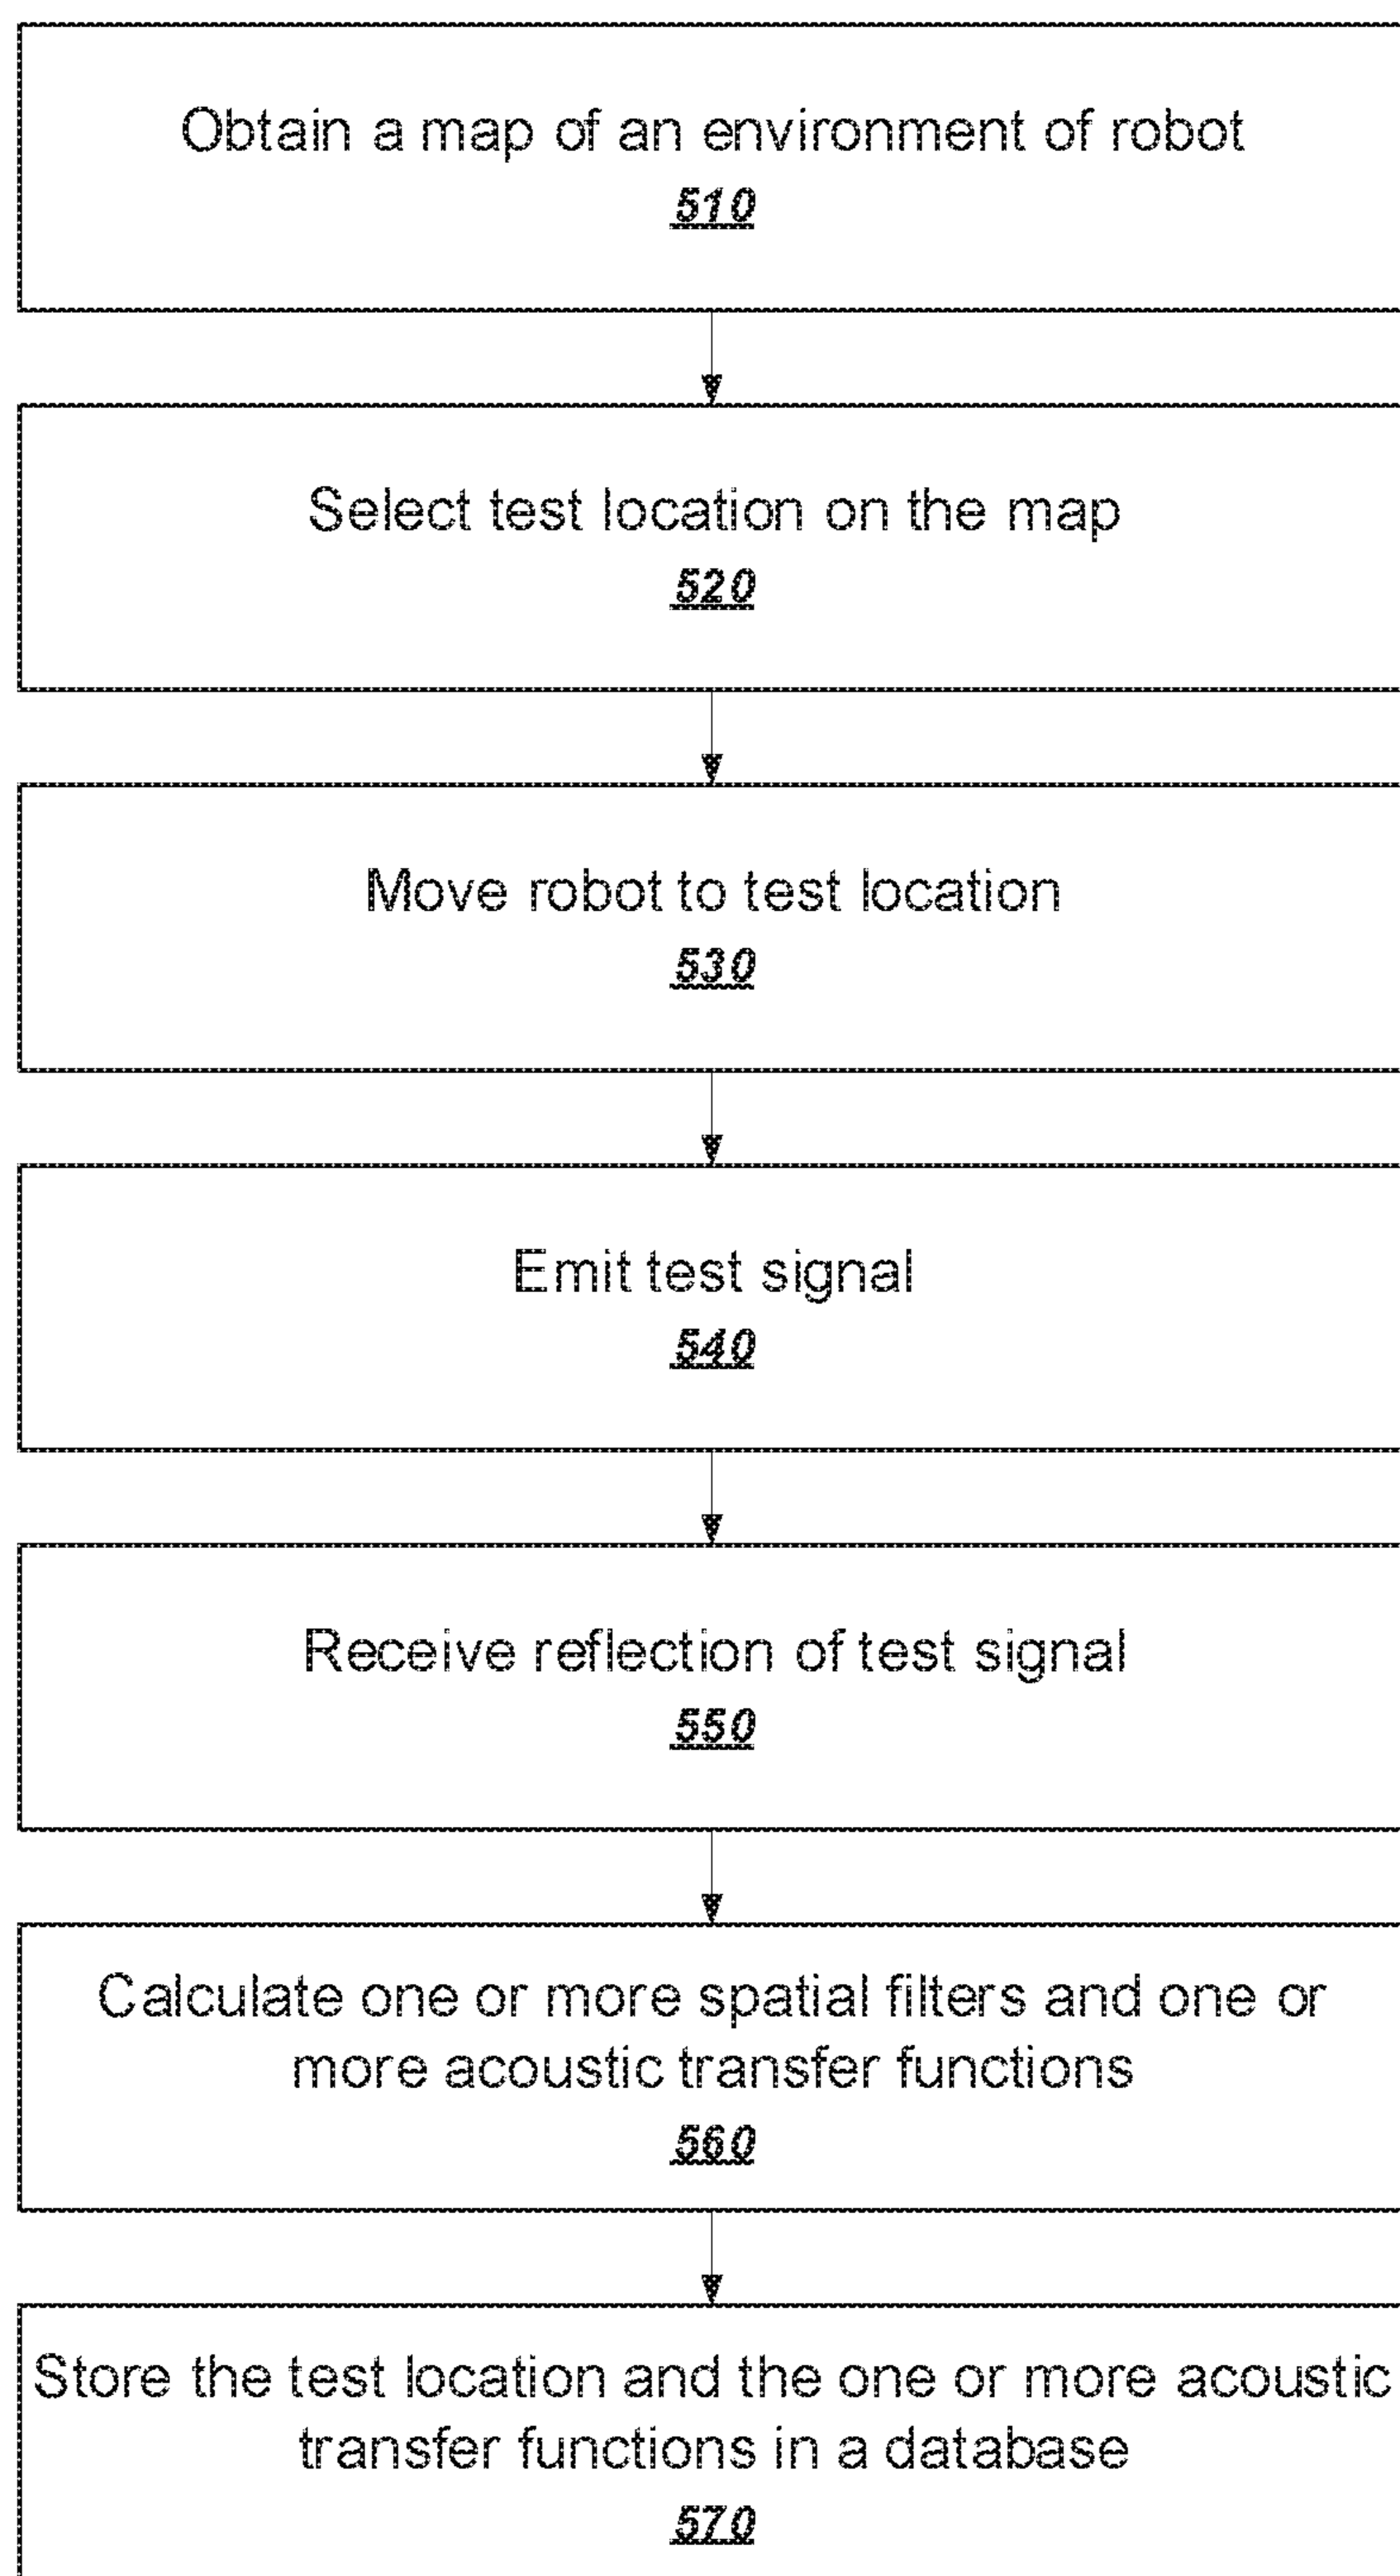 Obtain a map of an environment of robot
510
Select test location on the map
520
Move robot to test location
530
Emit test signal
540
Receive reflection of test signal
550
Calculate one or more spatial filters and one or
more acoustic transfer functions
560
Store the test location and the one or more acoustic
transfer functions in a database
570